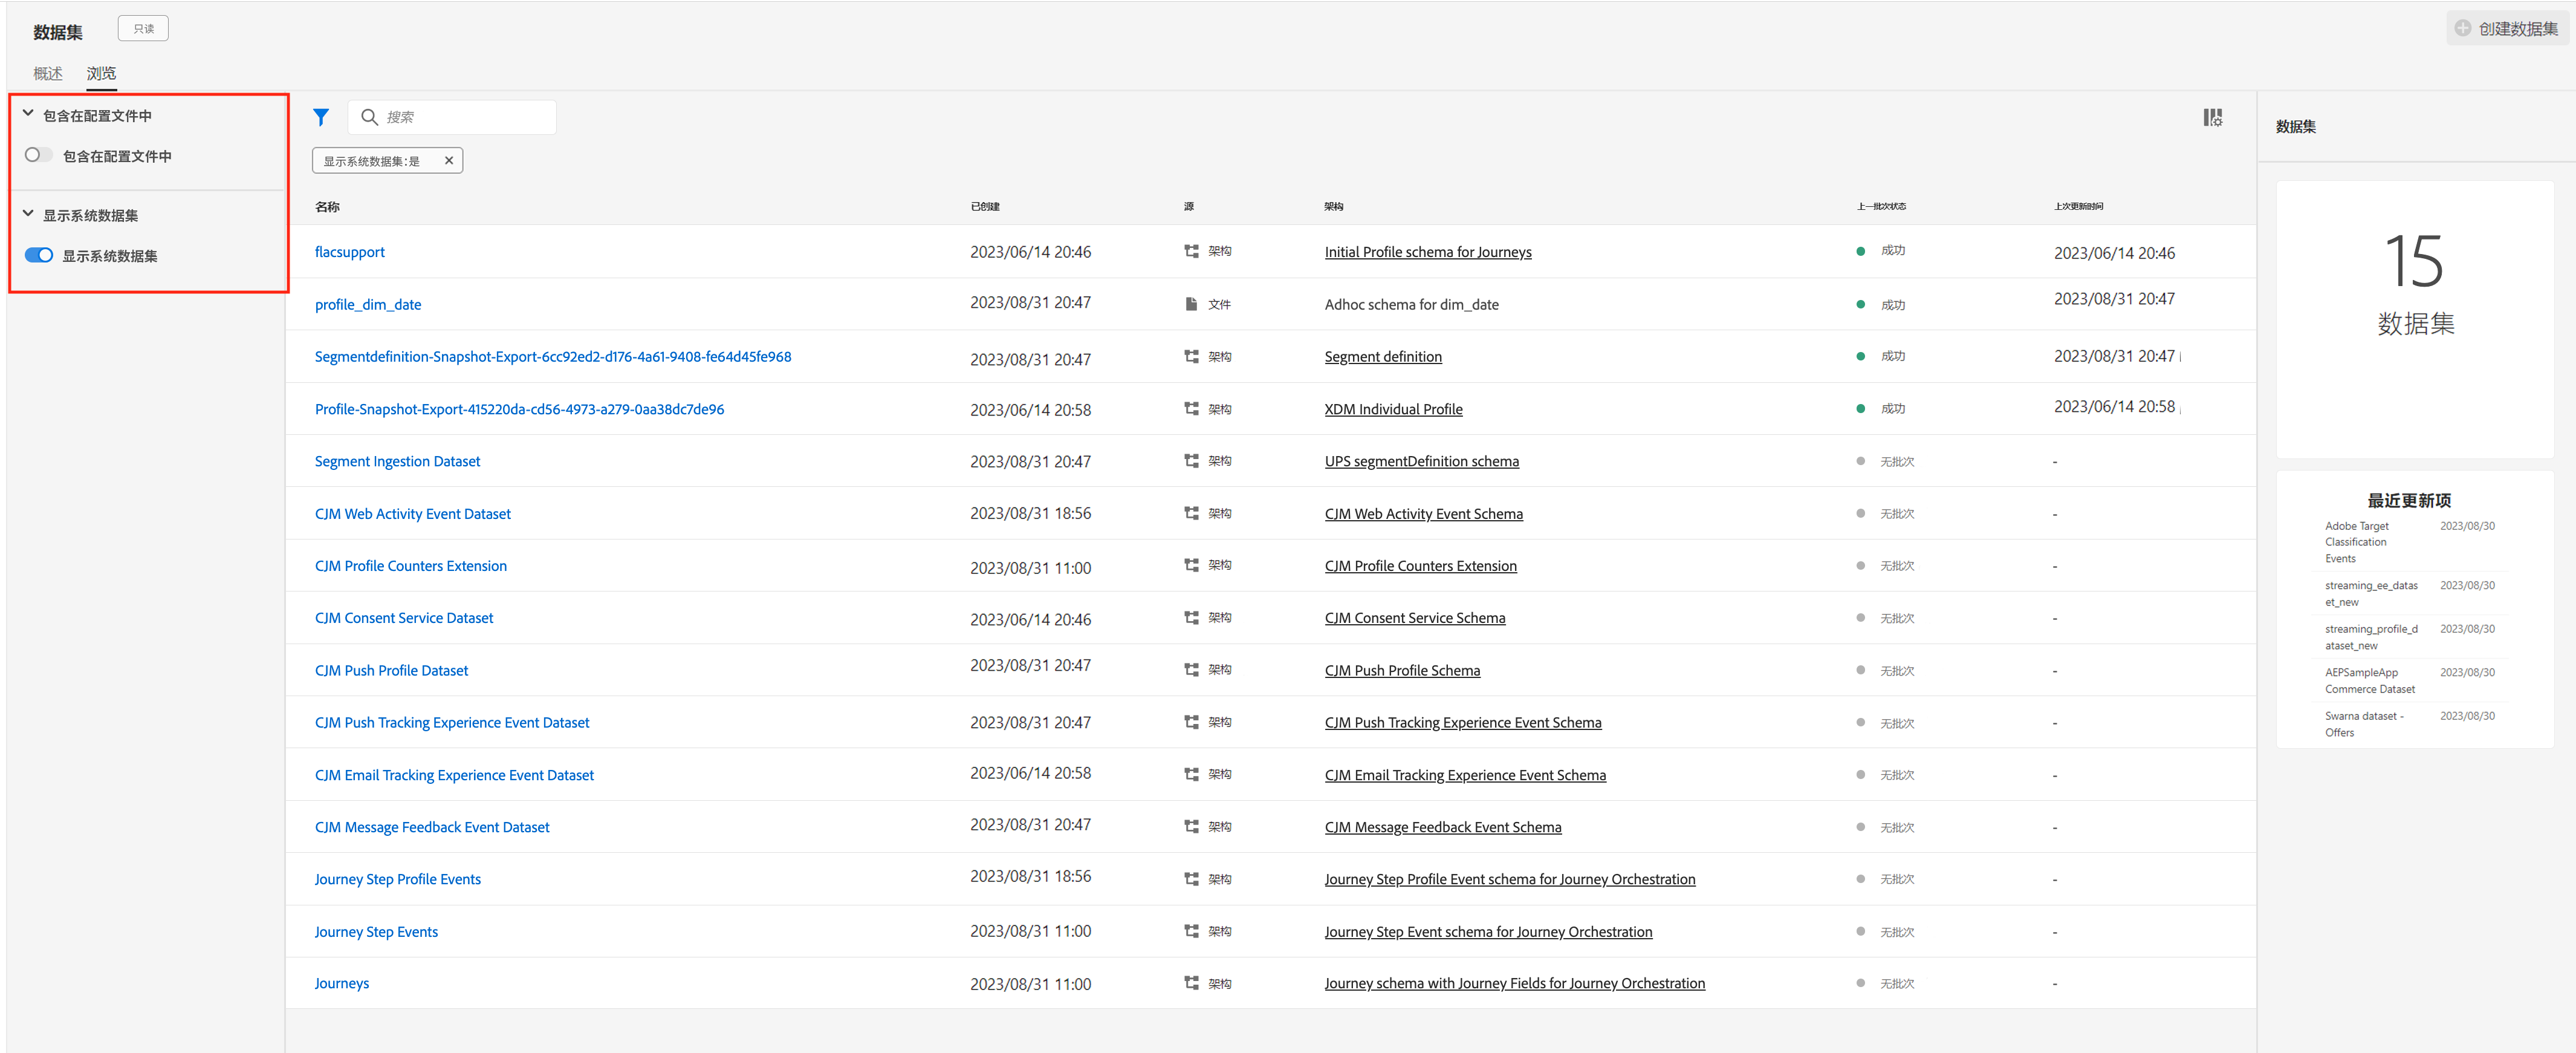 数据集
只读
创建数据集
概述
浏览
包含在配置文件中
包含在配置文件中
显示系统数据集
显示系统数据集
搜索
显示系统数据集:是
名称 已创建 源 架构 上一批次状态 上次更新时间
flacsupport 2023/06/14 20:46 架构 Initial Profile schema for Journeys 成功 2023/06/14 20:46
profile_dim_date 2023/08/31 20:47 文件 Adhoc schema for dim_date 成功 2023/08/31 20:47
Segmentdefinition-Snapshot-Export-6cc92ed2-d176-4a61-9408-fe64d45fe968 2023/08/31 20:47 架构 Segment definition 成功 2023/08/31 20:47
Profile-Snapshot-Export-415220da-cd56-4973-a279-0aa38dc7de96 2023/06/14 20:58 架构 XDM Individual Profile 成功 2023/06/14 20:58
Segment Ingestion Dataset 2023/08/31 20:47 架构 UPS segmentDefinition schema 无批次 -
CJM Web Activity Event Dataset 2023/08/31 18:56 架构 CJM Web Activity Event Schema 无批次 -
CJM Profile Counters Extension 2023/08/31 11:00 架构 CJM Profile Counters Extension 无批次 -
CJM Consent Service Dataset 2023/06/14 20:46 架构 CJM Consent Service Schema 无批次 -
CJM Push Profile Dataset 2023/08/31 20:47 架构 CJM Push Profile Schema 无批次 -
CJM Push Tracking Experience Event Dataset 2023/08/31 20:47 架构 CJM Push Tracking Experience Event Schema 无批次 -
CJM Email Tracking Experience Event Dataset 2023/06/14 20:58 架构 CJM Email Tracking Experience Event Schema 无批次 -
CJM Message Feedback Event Dataset 2023/08/31 20:47 架构 CJM Message Feedback Event Schema 无批次 -
Journey Step Profile Events 2023/08/31 18:56 架构 Journey Step Profile Event schema for Journey Orchestration 无批次 -
Journey Step Events 2023/08/31 11:00 架构 Journey Step Event schema for Journey Orchestration 无批次 -
Journeys 2023/08/31 11:00 架构 Journey schema with Journey Fields for Journey Orchestration 无批次 -
数据集
15
数据集
最近更新项
Adobe Target 2023/08/30
Classification
Events
streaming_ee_datas 2023/08/30
et_new
streaming_profile_d 2023/08/30
ataset_new
AEPSampleApp 2023/08/30
Commerce Dataset
Swarna dataset - 2023/08/30
Offers